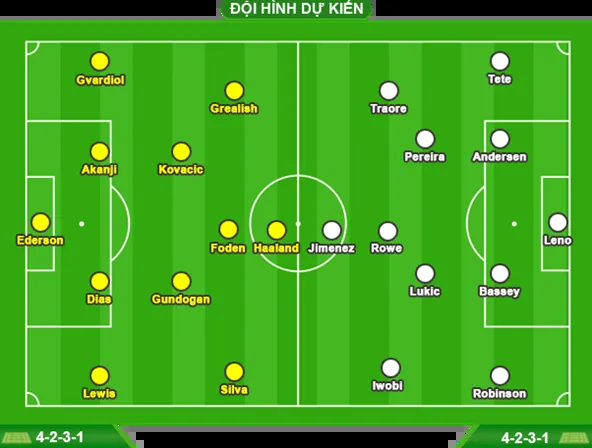 ĐỘI HÌNH DỰ KIẾN
Gvardiol
Tete
Grealish
Traore
Akanji
Kovacic
Pereira
Andersen
Ederson
Foden
Haaland
Jimenez
Rowe
Leno
Dias
Gundogan
Lukic
Bassey
Lewis
Silva
Iwobi
Robinson
4-2-3-1
4-2-3-1